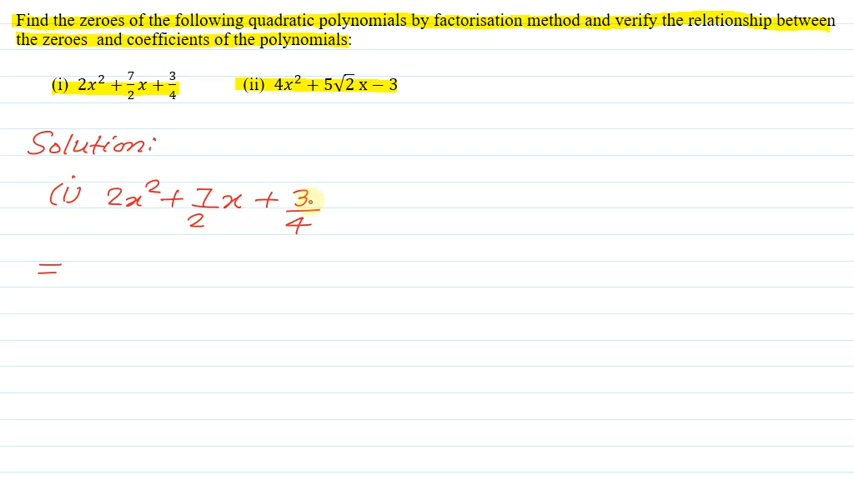 Find the zeroes of the following quadratic polynomials by factorisation method and verify the relationship between
the zeroes and coefficients of the polynomials:
(i) 2x² + 7/2 x + 3/4 (ii) 4x² + 5√2 x − 3
Solution:
(i) 2x² + 7/2 x + 3/4
=